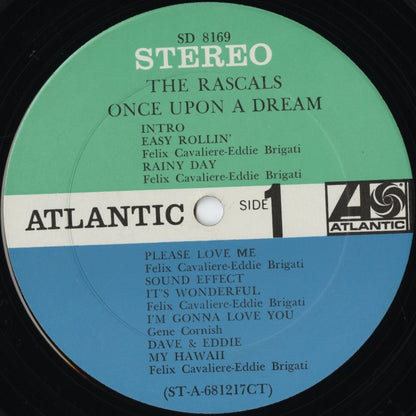 SD 8169
STEREO
THE RASCALS
ONCE UPON A DREAM
INTRO
EASY ROLLIN'
Felix Cavaliere-Eddie Brigati
RAINY DAY
Felix Cavaliere-Eddie Brigati
ATLANTIC SIDE 1 ATLANTIC
PLEASE LOVE ME
Felix Cavaliere-Eddie Brigati
SOUND EFFECT
IT'S WONDERFUL
Felix Cavaliere-Eddie Brigati
I'M GONNA LOVE YOU
Gene Cornish
DAVE & EDDIE
MY HAWAII
Felix Cavaliere-Eddie Brigati
(ST-A-681217CT)